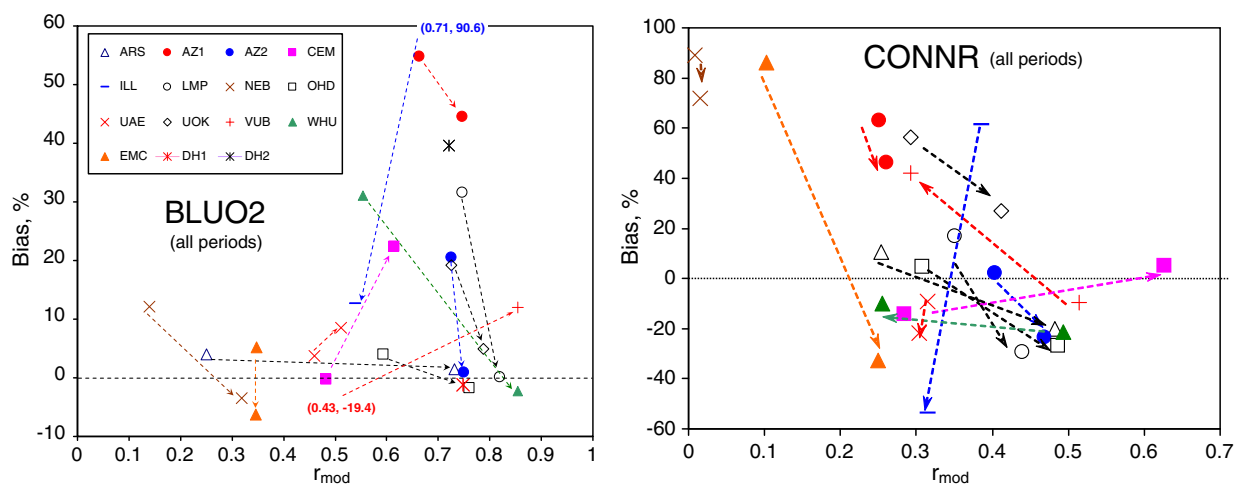 60
50
40
30
20
10
0
-10
Bias, %
ARS AZ1 AZ2 CEM
ILL LMP NEB OHD
UAE UOK VUB WHU
EMC DH1 DH2
(0.71, 90.6)
BLUO2
(all periods)
(0.43, -19.4)
0 0.1 0.2 0.3 0.4 0.5 0.6 0.7 0.8 0.9 1
rmod
100
80
60
40
20
0
-20
-40
-60
Bias, %
CONNR (all periods)
0 0.1 0.2 0.3 0.4 0.5 0.6 0.7
rmod